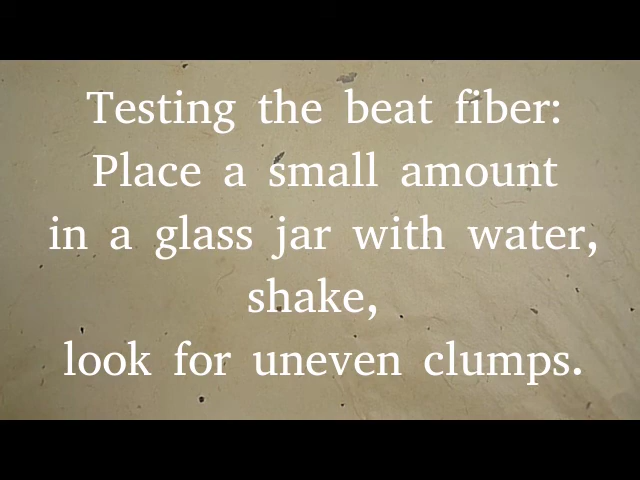 Testing the beat fiber:
Place a small amount
in a glass jar with water,
shake,
look for uneven clumps.